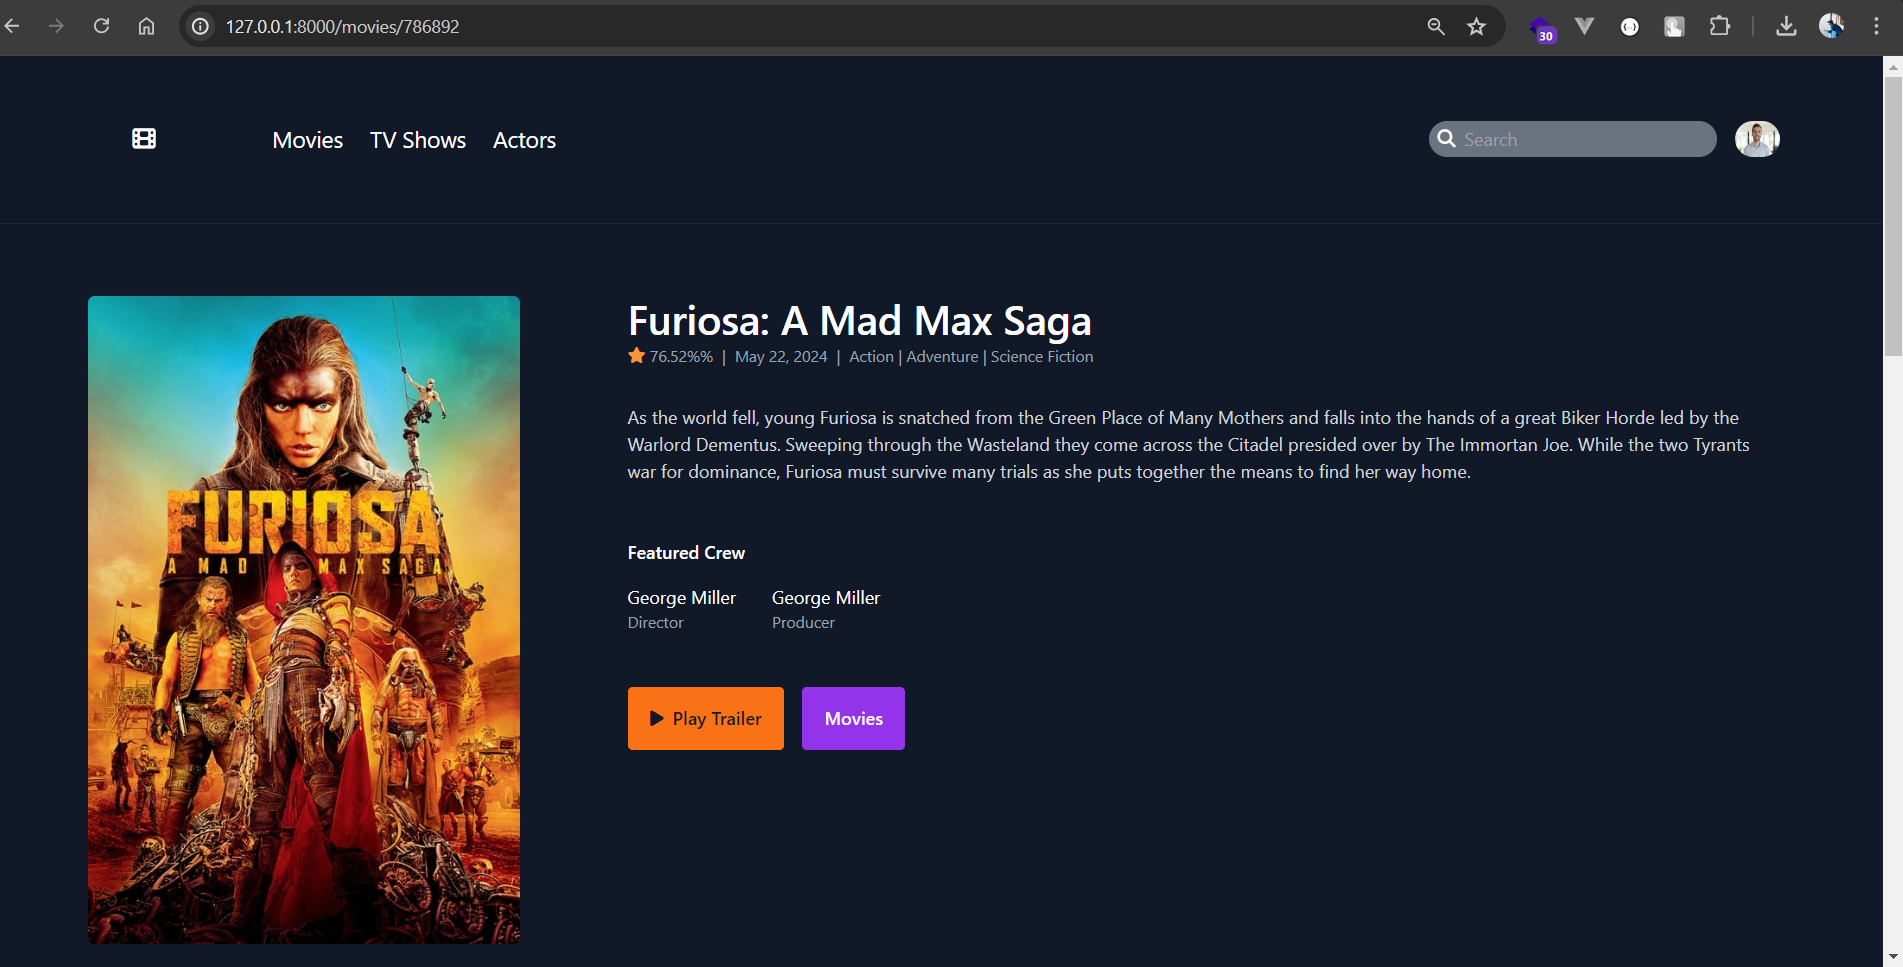 127.0.0.1:8000/movies/786892
30
Movies TV Shows Actors
Search
Furiosa: A Mad Max Saga
76.52%% | May 22, 2024 | Action | Adventure | Science Fiction
As the world fell, young Furiosa is snatched from the Green Place of Many Mothers and falls into the hands of a great Biker Horde led by the
Warlord Dementus. Sweeping through the Wasteland they come across the Citadel presided over by The Immortan Joe. While the two Tyrants
war for dominance, Furiosa must survive many trials as she puts together the means to find her way home.
Featured Crew
George Miller George Miller
Director Producer
Play Trailer Movies
FURIOSA
A MAD MAX SAGA